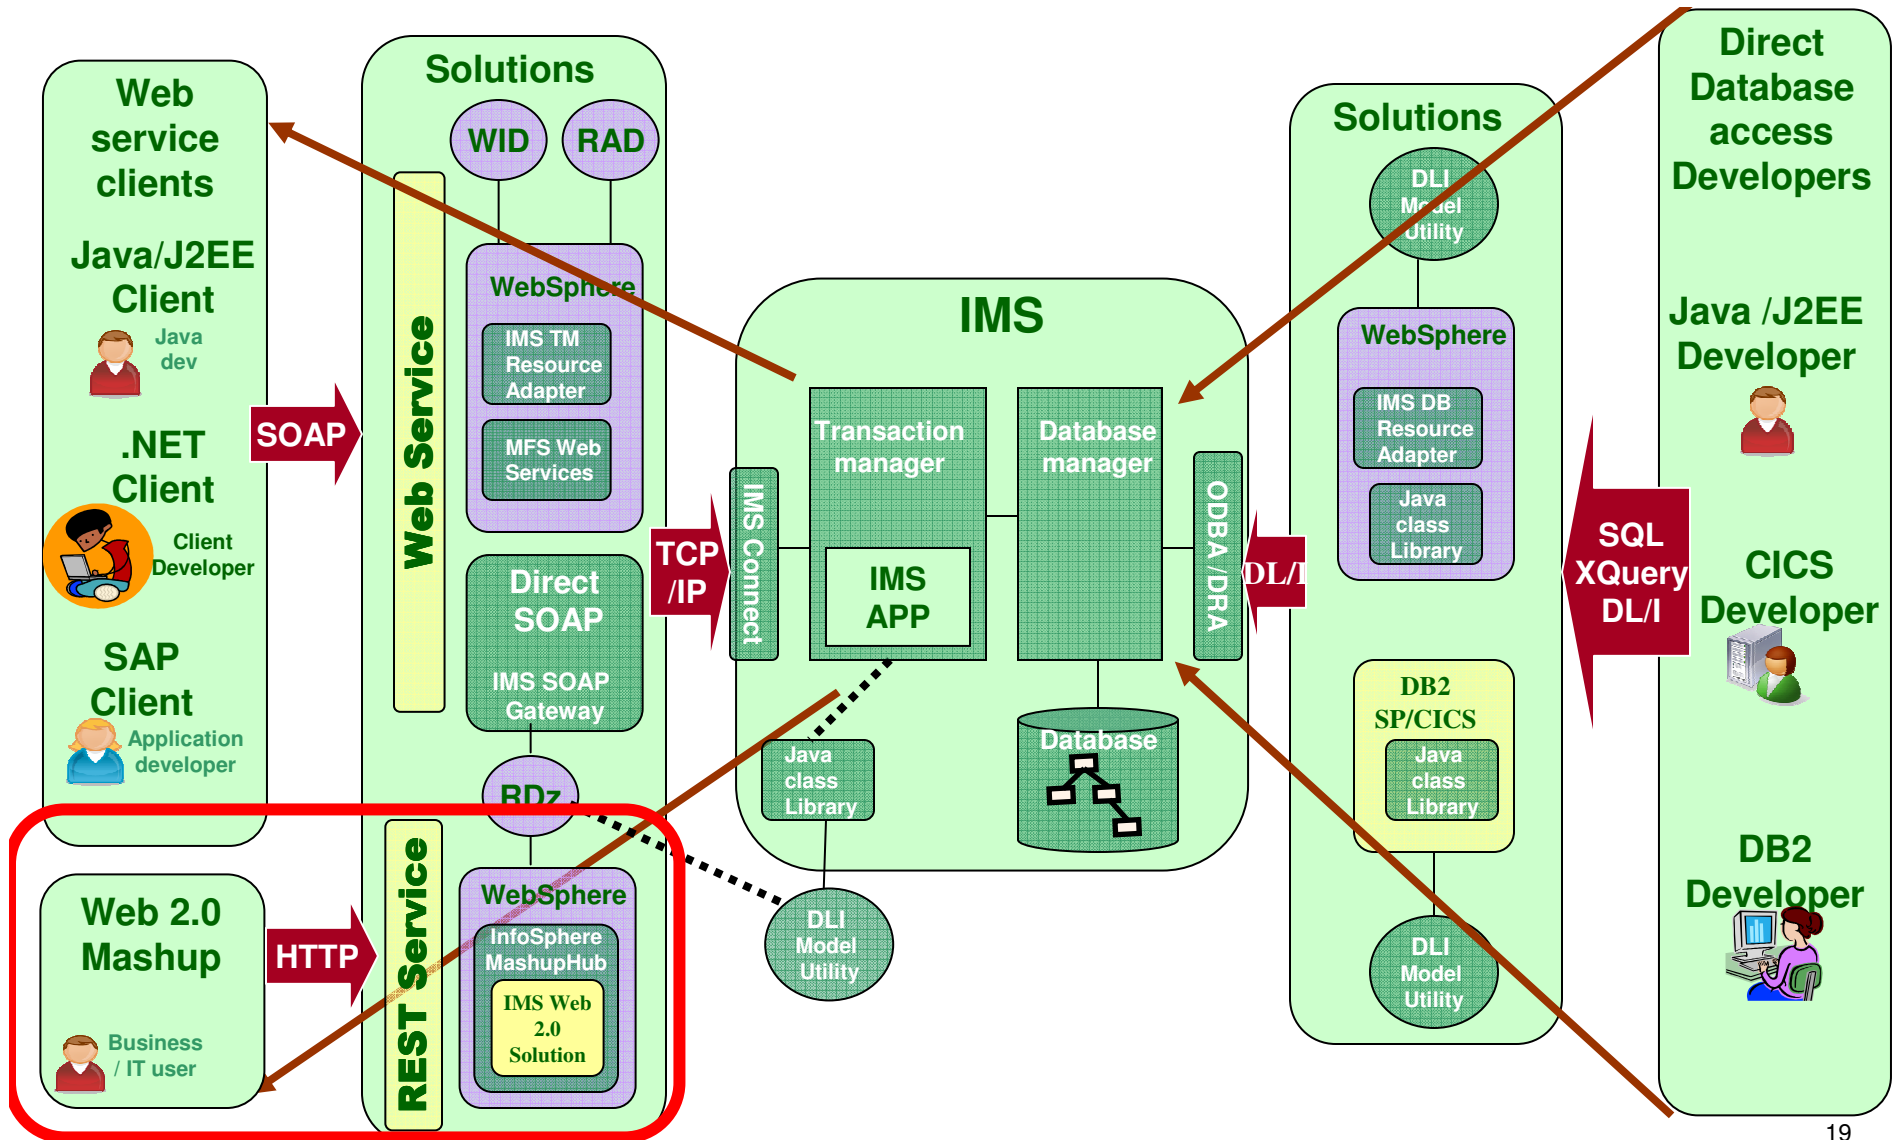 Web
service
clients
Java/J2EE
Client
Java
dev
.NET
Client
Client
Developer
SAP
Client
Application
developer
Web 2.0
Mashup
Business
/ IT user
SOAP
HTTP
Solutions
WID
RAD
Web Service
WebSphere
IMS TM
Resource
Adapter
MFS Web
Services
Direct
SOAP
IMS SOAP
Gateway
RDz
REST Service
WebSphere
InfoSphere
MashupHub
IMS Web
2.0
Solution
TCP
/IP
IMS
IMS Connect
Transaction
manager
IMS
APP
Database
manager
ODBA /DRA
Database
Java
class
Library
DLI
Model
Utility
DL/I
Solutions
DLI
Model
Utility
WebSphere
IMS DB
Resource
Adapter
Java
class
Library
DB2
SP/CICS
Java
class
Library
DLI
Model
Utility
SQL
XQuery
DL/I
Direct
Database
access
Developers
Java /J2EE
Developer
CICS
Developer
DB2
Developer
19